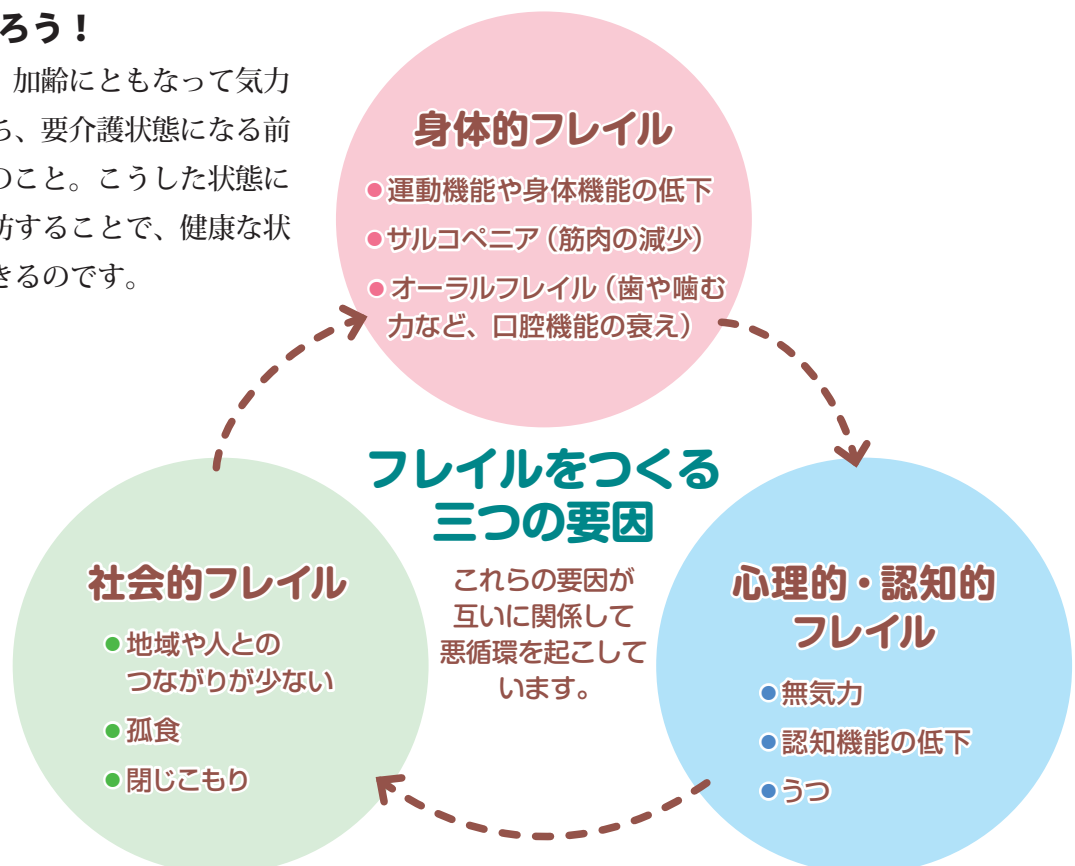 ろう！
加齢にともなって気力
ち、要介護状態になる前
のこと。こうした状態に
防することで、健康な状
きるのです。
身体的フレイル
●運動機能や身体機能の低下
●サルコペニア（筋肉の減少）
●オーラルフレイル（歯や噛む
力など、口腔機能の衰え）
フレイルをつくる
三つの要因
これらの要因が
互いに関係して
悪循環を起こして
います。
心理的・認知的
フレイル
●無気力
●認知機能の低下
●うつ
社会的フレイル
●地域や人との
つながりが少ない
●孤食
●閉じこもり